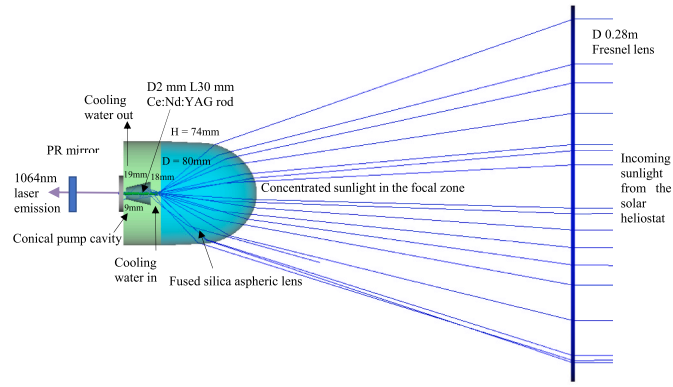 D 0.28m
Fresnel lens
D2 mm L30 mm
Ce:Nd:YAG rod
Cooling
water out
H = 74mm
PR mirror
D = 80mm
19mm
18mm
1064nm
laser
emission
9mm
Concentrated sunlight in the focal zone
Incoming
sunlight
from the
solar
heliostat
Conical pump cavity
Cooling
water in
Fused silica aspheric lens